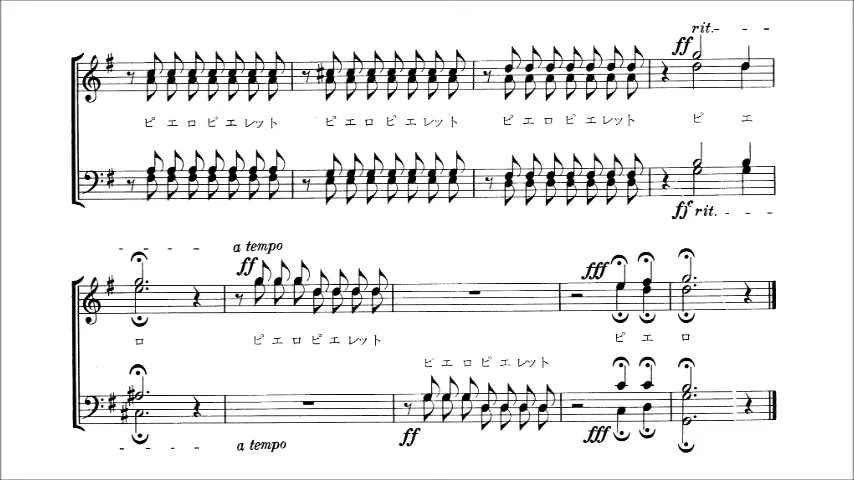 rit.
ff
ピ エ ロ ピ エ レッ ト ピ エ ロ ピ エ レッ ト ピ エ ロ ピ エ レッ ト ピ エ
ff rit.
a tempo
ff fff
ロ ピ エ ロ ピ エ レッ ト ピ エ ロ
ピ エ ロ ピ エ レッ ト
ff fff
a tempo